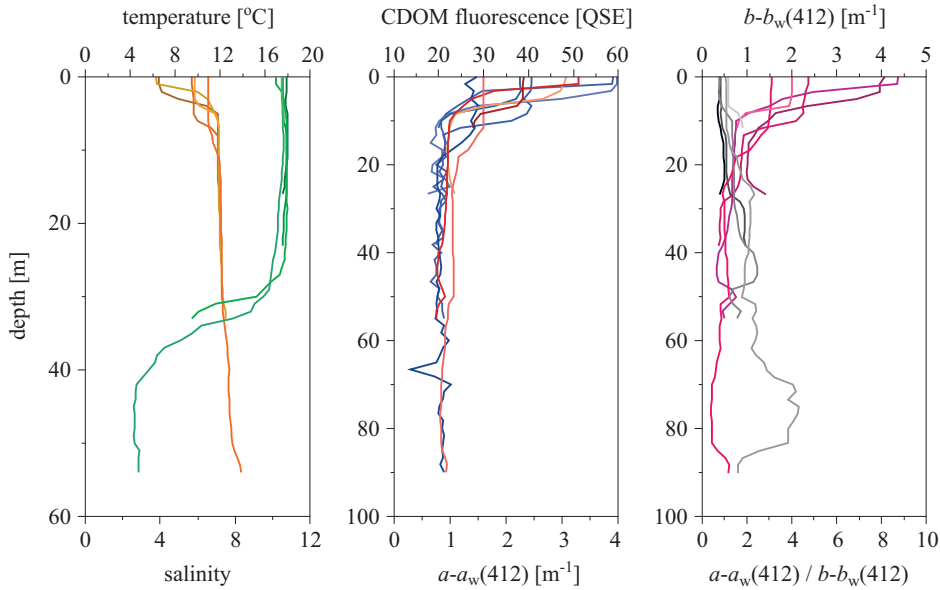 temperature [°C]
CDOM fluorescence [QSE]
b-bw(412) [m-1]
0 4 8 12 16 20
10 20 30 40 50 60
0 1 2 3 4 5
0
20
40
60
0
20
40
60
80
100
0
20
40
60
80
100
depth [m]
0 4 8 12
0 1 2 3 4
0 2 4 6 8 10
salinity
a-aw(412) [m-1]
a-aw(412) / b-bw(412)